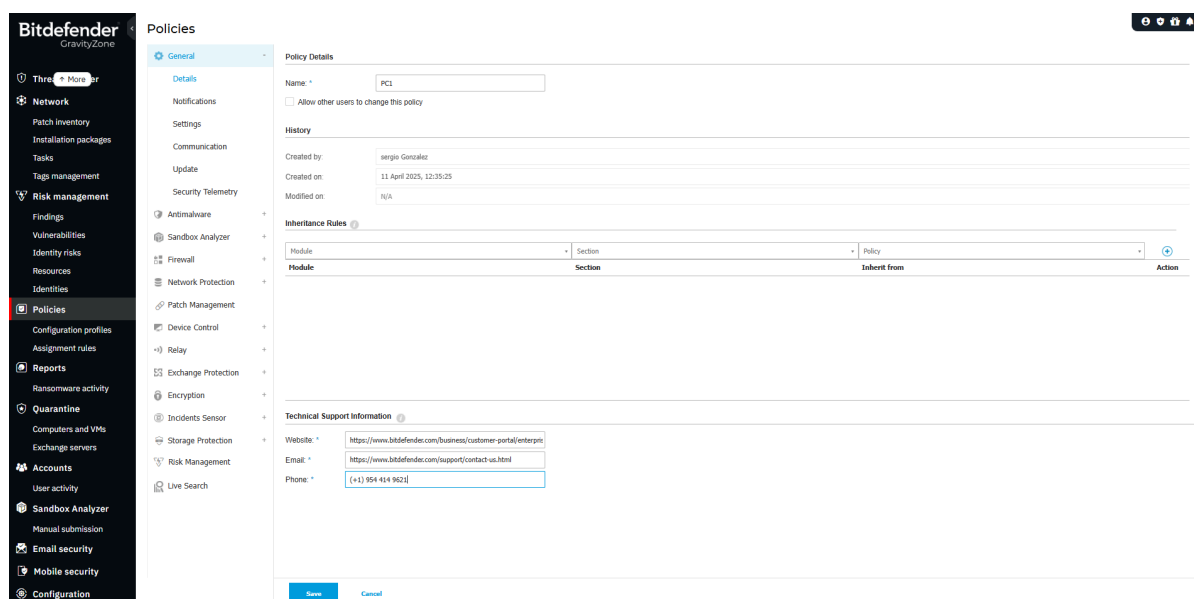 Bitdefender
GravityZone
More
Network
Patch inventory
Installation packages
Tasks
Tags management
Risk management
Findings
Vulnerabilities
Identity risks
Resources
Identities
Policies
Configuration profiles
Assignment rules
Reports
Ransomware activity
Quarantine
Computers and VMs
Exchange servers
Accounts
User activity
Sandbox Analyzer
Manual submission
Email security
Mobile security
Configuration
Policies
General
Details
Notifications
Settings
Communication
Update
Security Telemetry
Antimalware
Sandbox Analyzer
Firewall
Network Protection
Patch Management
Device Control
Relay
Exchange Protection
Encryption
Incidents Sensor
Storage Protection
Risk Management
Live Search
Policy Details
Name: * PC1
Allow other users to change this policy
History
Created by: sergio Gonzalez
Created on: 11 April 2025, 12:35:25
Modified on: N/A
Inheritance Rules
Module Section Policy
Module Section Inherit from Action
Technical Support Information
Website: * https://www.bitdefender.com/business/customer-portal/enterpris
Email: * https://www.bitdefender.com/support/contact-us.html
Phone: * (+1) 954 414 9621
Save Cancel